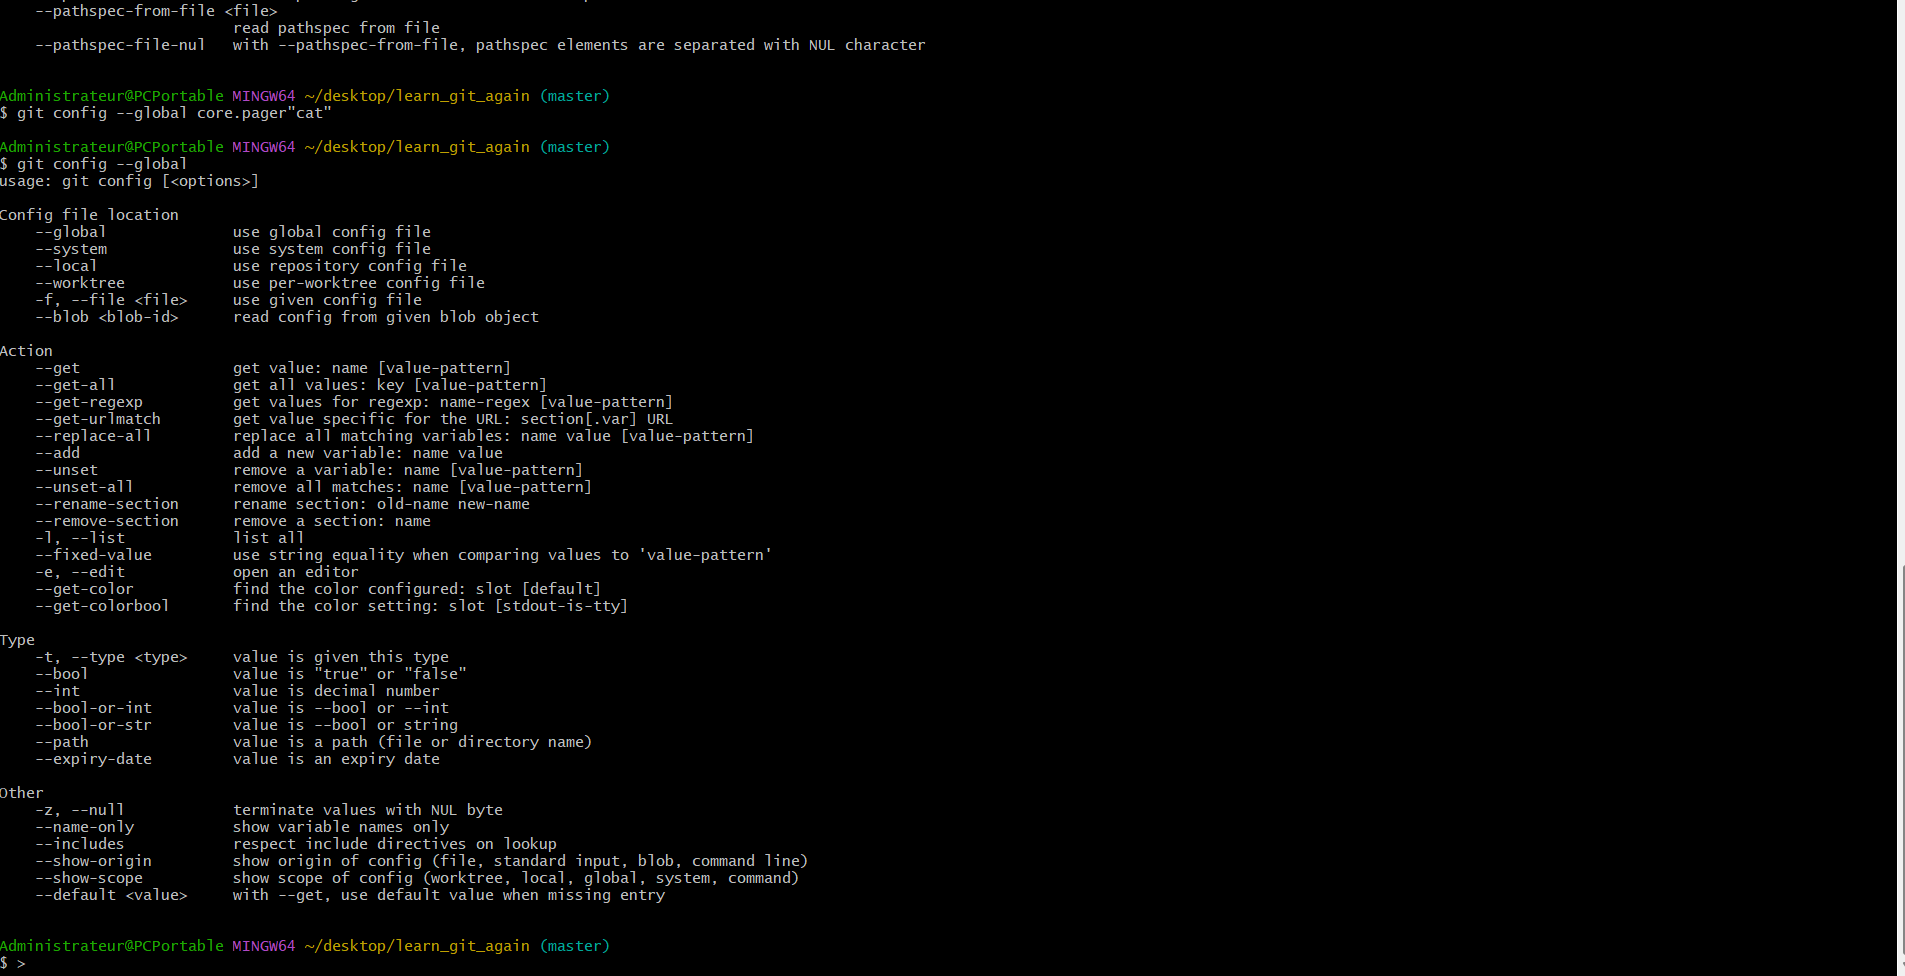 --pathspec-from-file <file>
read pathspec from file
--pathspec-file-nul   with --pathspec-from-file, pathspec elements are separated with NUL character
Administrateur@PCPortable MINGW64 ~/desktop/learn_git_again (master)
$ git config --global core.pager"cat"
Administrateur@PCPortable MINGW64 ~/desktop/learn_git_again (master)
$ git config --global
usage: git config [<options>]
Config file location
--global              use global config file
--system              use system config file
--local               use repository config file
--worktree            use per-worktree config file
-f, --file <file>     use given config file
--blob <blob-id>      read config from given blob object
Action
--get                 get value: name [value-pattern]
--get-all             get all values: key [value-pattern]
--get-regexp          get values for regexp: name-regex [value-pattern]
--get-urlmatch        get value specific for the URL: section[.var] URL
--replace-all         replace all matching variables: name value [value-pattern]
--add                 add a new variable: name value
--unset               remove a variable: name [value-pattern]
--unset-all           remove all matches: name [value-pattern]
--rename-section      rename section: old-name new-name
--remove-section      remove a section: name
-l, --list            list all
--fixed-value         use string equality when comparing values to 'value-pattern'
-e, --edit            open an editor
--get-color           find the color configured: slot [default]
--get-colorbool       find the color setting: slot [stdout-is-tty]
Type
-t, --type <type>     value is given this type
--bool                value is "true" or "false"
--int                 value is decimal number
--bool-or-int         value is --bool or --int
--bool-or-str         value is --bool or string
--path                value is a path (file or directory name)
--expiry-date         value is an expiry date
Other
-z, --null            terminate values with NUL byte
--name-only           show variable names only
--includes            respect include directives on lookup
--show-origin         show origin of config (file, standard input, blob, command line)
--show-scope          show scope of config (worktree, local, global, system, command)
--default <value>     with --get, use default value when missing entry
Administrateur@PCPortable MINGW64 ~/desktop/learn_git_again (master)
$ >